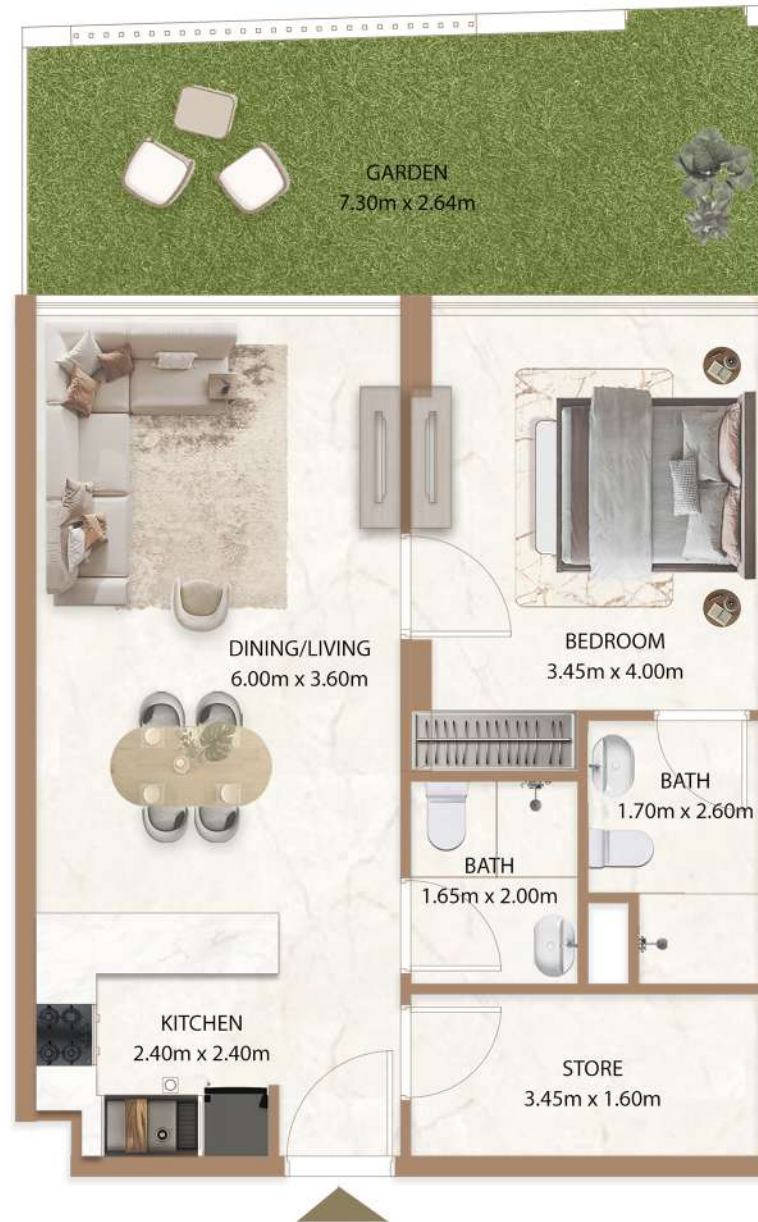 GARDEN
7.30m x 2.64m
DINING/LIVING
6.00m x 3.60m
BEDROOM
3.45m x 4.00m
BATH
1.70m x 2.60m
BATH
1.65m x 2.00m
KITCHEN
2.40m x 2.40m
STORE
3.45m x 1.60m